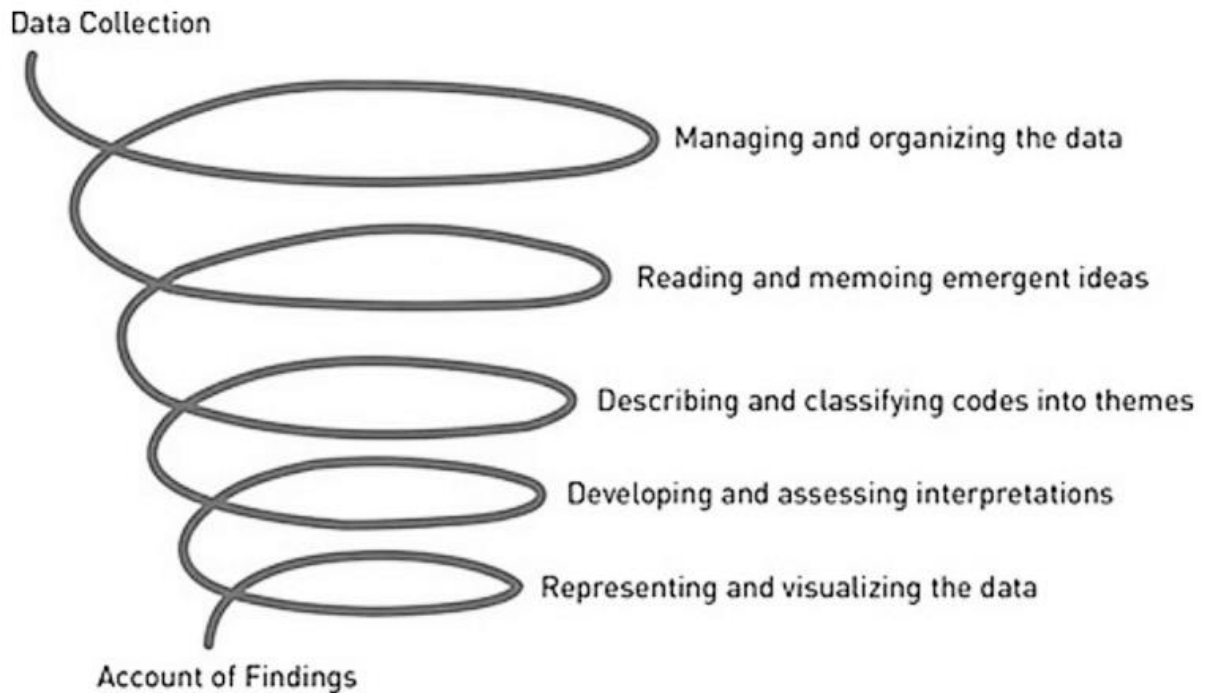 Data Collection
Managing and organizing the data
Reading and memoing emergent ideas
Describing and classifying codes into themes
Developing and assessing interpretations
Representing and visualizing the data
Account of Findings